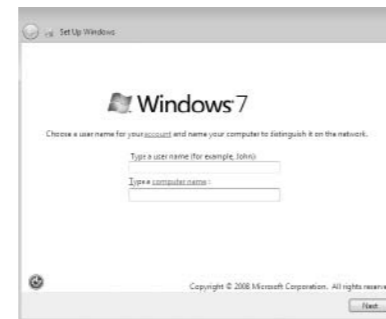 Set Up Windows
Windows 7
Choose a user name for your account and name your computer to distinguish it on the network.
Type a user name (for example, John):
Type a computer name :
Copyright © 2008 Microsoft Corporation. All rights reserve
Next